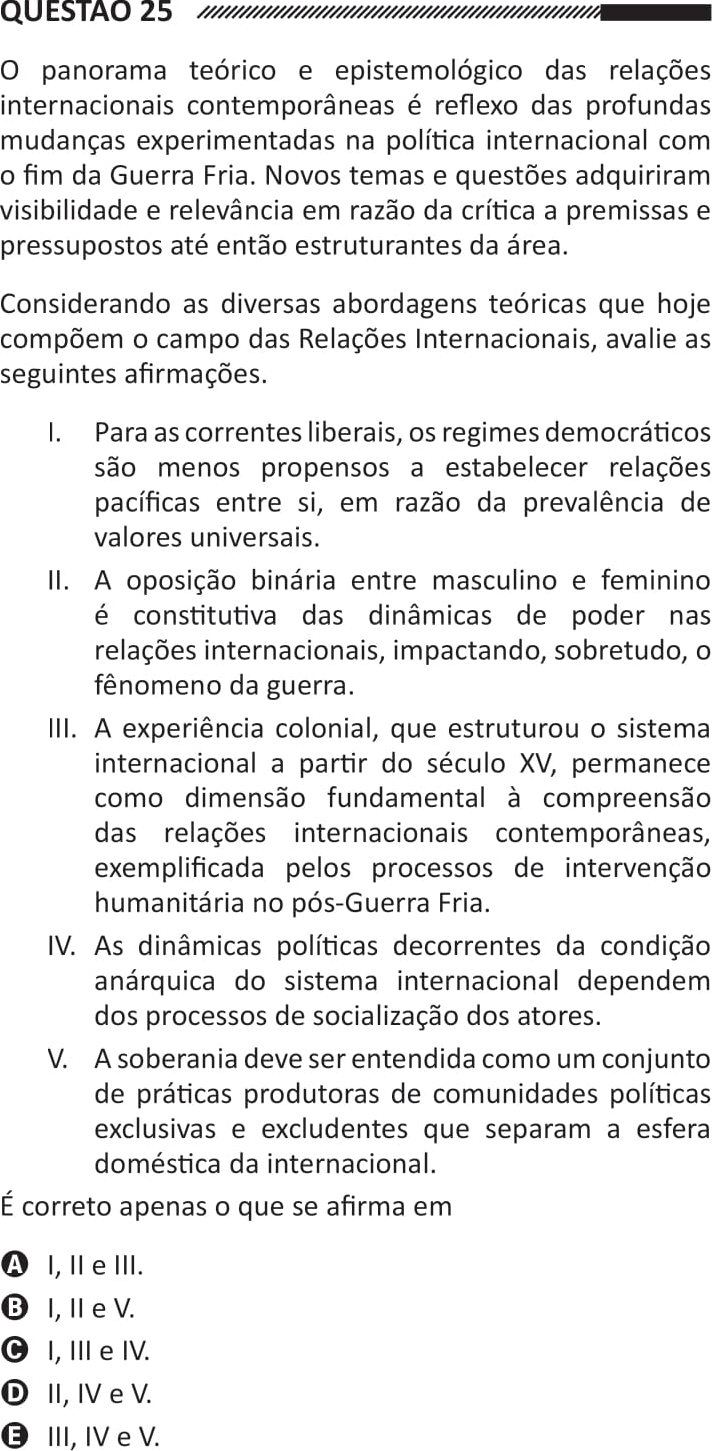 QUESTÃO 25
O panorama teórico e epistemológico das relações
internacionais contemporâneas é reflexo das profundas
mudanças experimentadas na política internacional com
o fim da Guerra Fria. Novos temas e questões adquiriram
visibilidade e relevância em razão da crítica a premissas e
pressupostos até então estruturantes da área.
Considerando as diversas abordagens teóricas que hoje
compõem o campo das Relações Internacionais, avalie as
seguintes afirmações.
I. Para as correntes liberais, os regimes democráticos
são menos propensos a estabelecer relações
pacíficas entre si, em razão da prevalência de
valores universais.
II. A oposição binária entre masculino e feminino
é constitutiva das dinâmicas de poder nas
relações internacionais, impactando, sobretudo, o
fênomeno da guerra.
III. A experiência colonial, que estruturou o sistema
internacional a partir do século XV, permanece
como dimensão fundamental à compreensão
das relações internacionais contemporâneas,
exemplificada pelos processos de intervenção
humanitária no pós-Guerra Fria.
IV. As dinâmicas políticas decorrentes da condição
anárquica do sistema internacional dependem
dos processos de socialização dos atores.
V. A soberania deve ser entendida como um conjunto
de práticas produtoras de comunidades políticas
exclusivas e excludentes que separam a esfera
doméstica da internacional.
É correto apenas o que se afirma em
A I, II e III.
B I, II e V.
C I, III e IV.
D II, IV e V.
E III, IV e V.